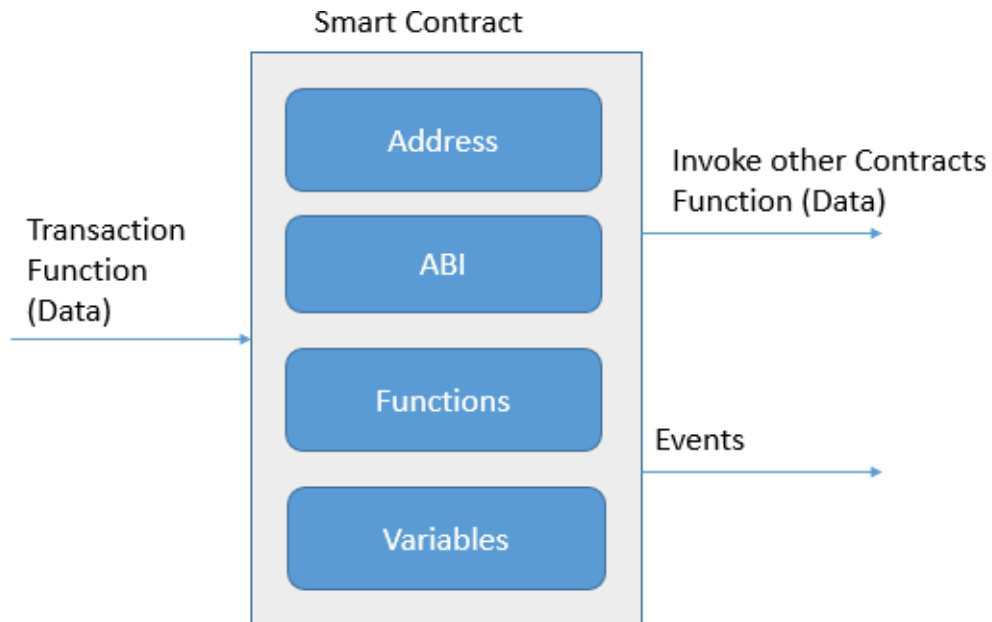 Smart Contract
Address
Invoke other Contracts
Function (Data)
Transaction
Function
(Data)
ABI
Functions
Events
Variables